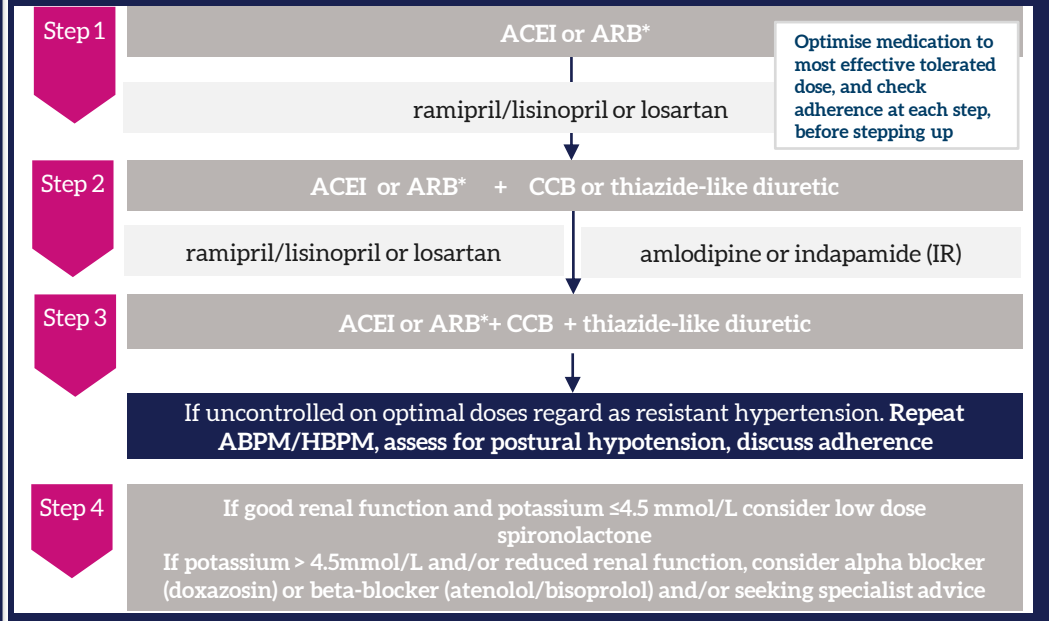 Step 1
ACEI or ARB*
Optimise medication to
most effective tolerated
dose, and check
adherence at each step,
before stepping up
ramipril/lisinopril or losartan
Step 2
ACEI or ARB* + CCB or thiazide-like diuretic
ramipril/lisinopril or losartan
amlodipine or indapamide (IR)
Step 3
ACEI or ARB*+ CCB + thiazide-like diuretic
If uncontrolled on optimal doses regard as resistant hypertension. Repeat
ABPM/HBPM, assess for postural hypotension, discuss adherence
Step 4
If good renal function and potassium ≤4.5 mmol/L consider low dose
spironolactone
If potassium > 4.5mmol/L and/or reduced renal function, consider alpha blocker
(doxazosin) or beta-blocker (atenolol/bisoprolol) and/or seeking specialist advice